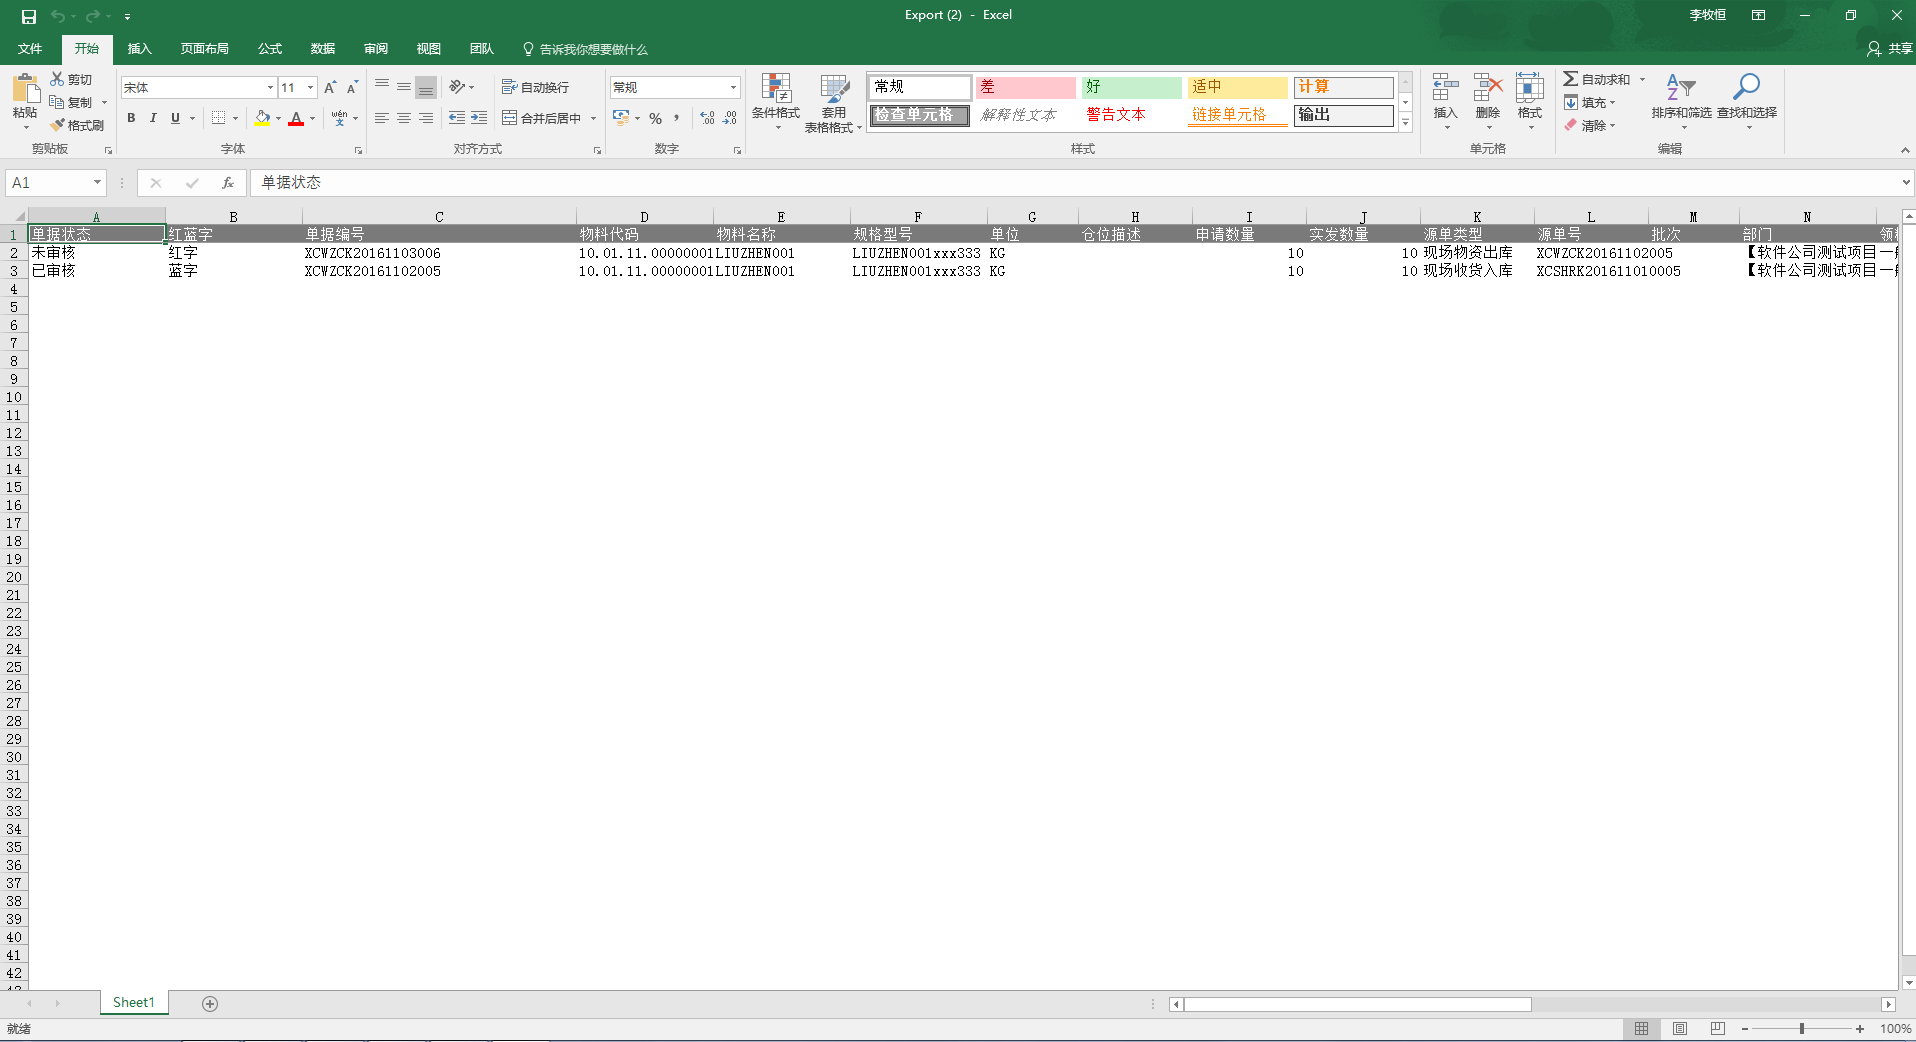 Export (2) - Excel
李牧恒
文件 开始 插入 页面布局 公式 数据 审阅 视图 团队 告诉我你想要做什么 共享
粘贴 剪切 复制 格式刷 剪贴板
宋体 11 B I U wén 文 字体
自动换行 合并后居中 对齐方式
常规 % 数字
条件格式 套用 表格格式
常规 差 好 适中 计算
检查单元格 解释性文本 警告文本 链接单元格 输出
样式
插入 删除 格式 单元格
自动求和 填充 清除 排序和筛选 查找和选择 编辑
A1 fx 单据状态
A B C D E F G H I J K L M N
1 单据状态 红蓝字 单据编号 物料代码 物料名称 规格型号 单位 仓位描述 申请数量 实发数量 源单类型 源单号 批次 部门
2 未审核 红字 XCWZCK20161103006 10.01.11.00000001 LIUZHEN001 LIUZHEN001xxx333 KG 10 10 现场物资出库 XCWZCK20161102005 【软件公司测试项目
3 已审核 蓝字 XCWZCK20161102005 10.01.11.00000001 LIUZHEN001 LIUZHEN001xxx333 KG 10 10 现场收货入库 XCSHRK201611010005 【软件公司测试项目
4
5
6
7
8
9
10
11
12
13
14
15
16
17
18
19
20
21
22
23
24
25
26
27
28
29
30
31
32
33
34
35
36
37
38
39
40
41
42
Sheet1
就绪 100%